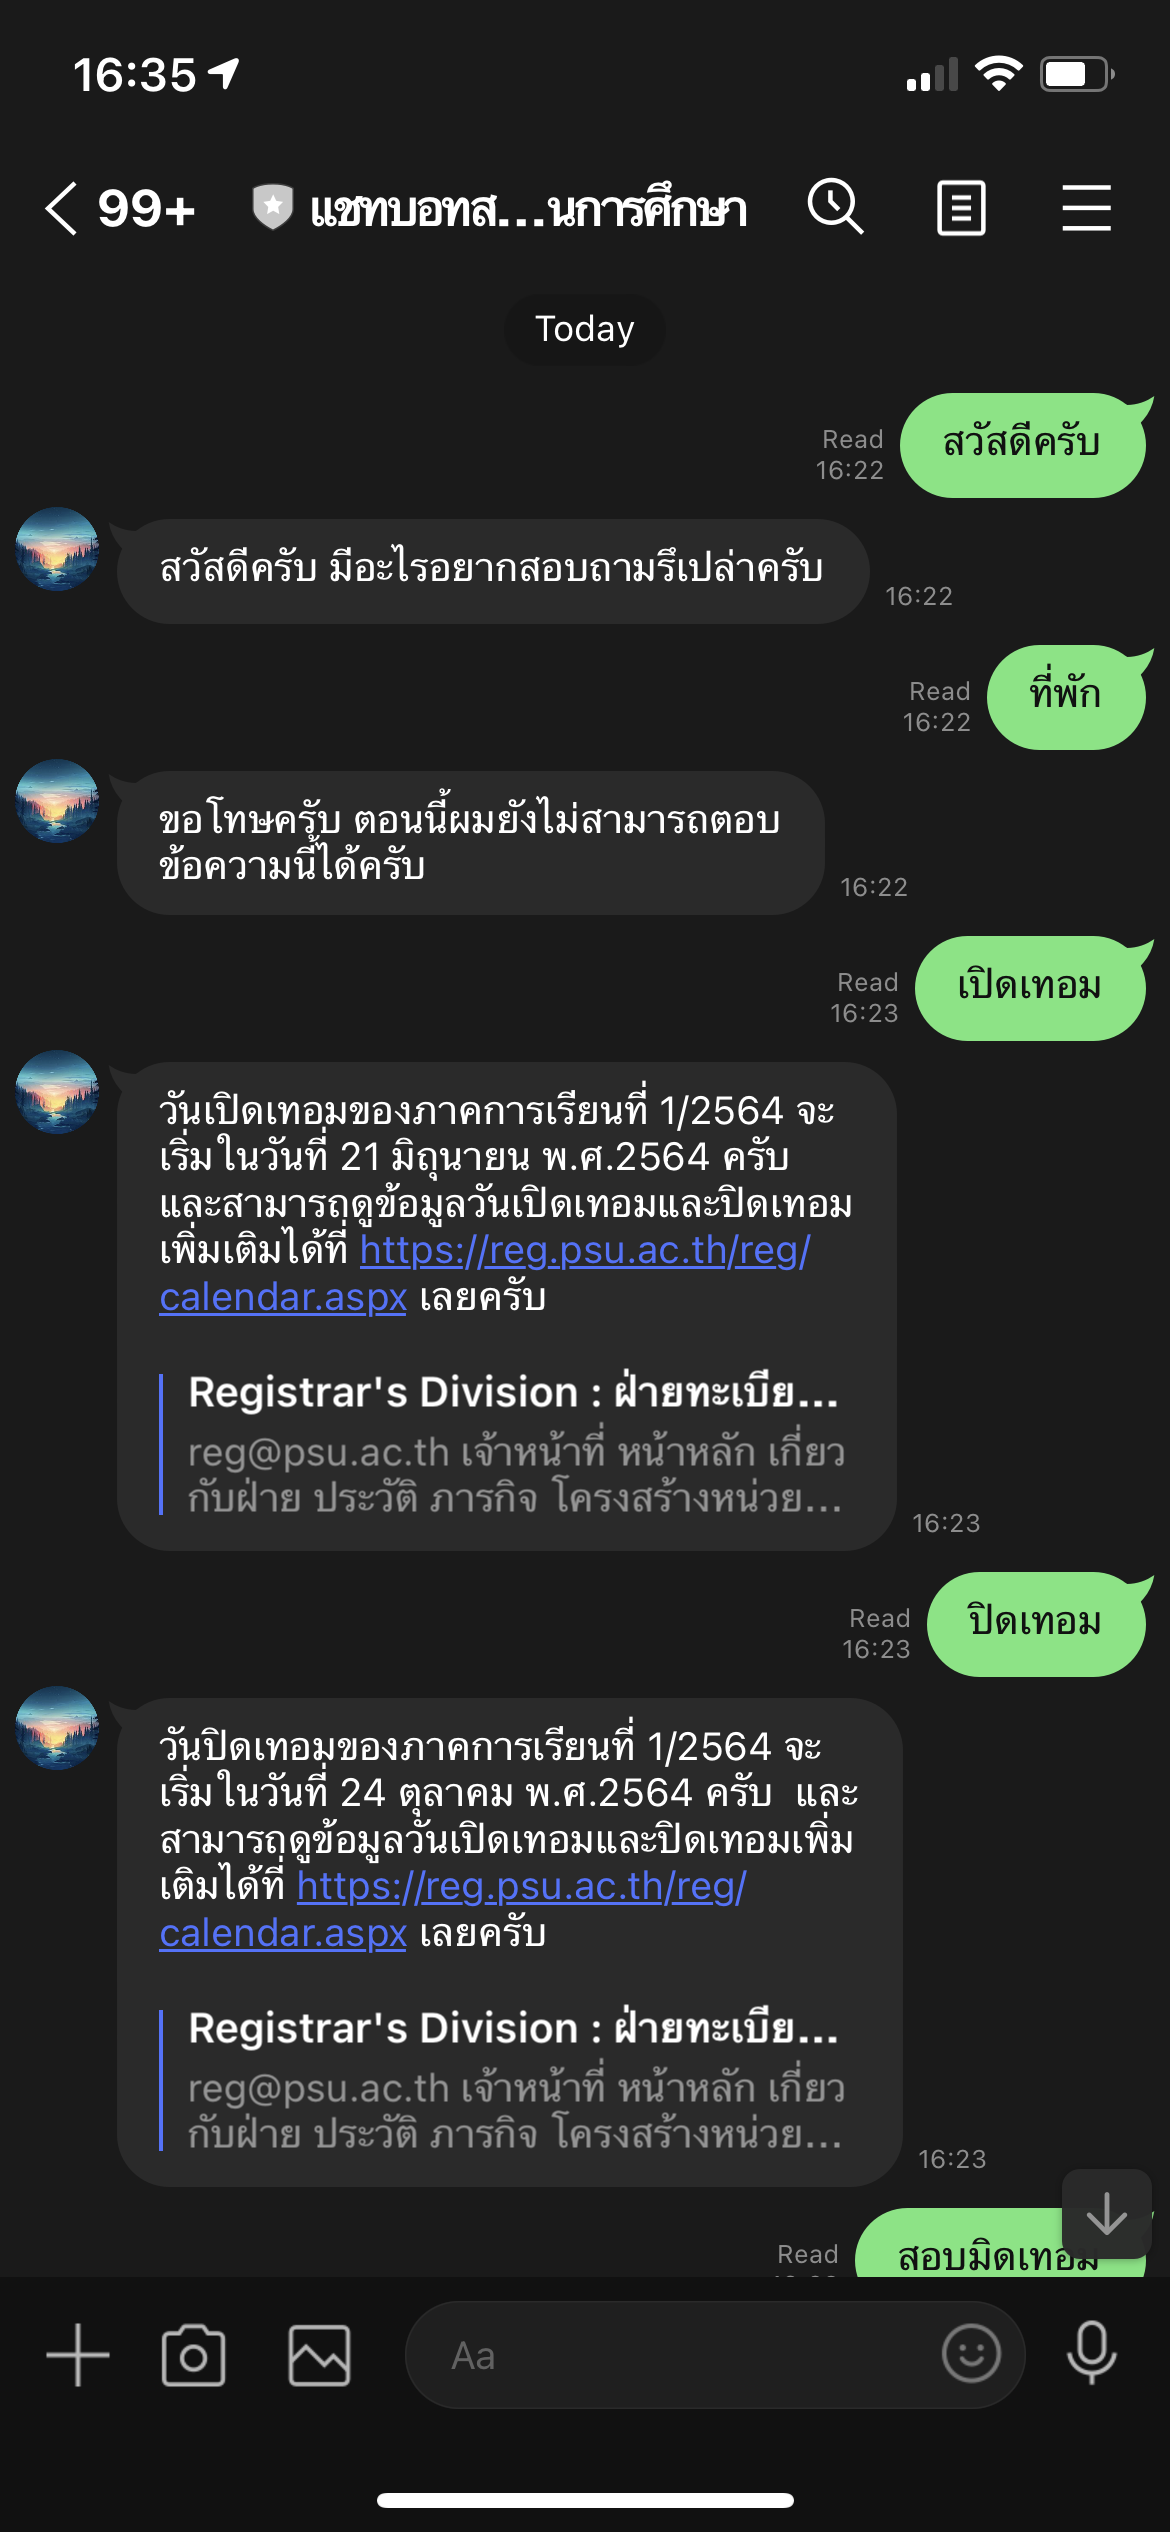 16:35
99+
แชทบอทส...นการศึกษา
Today
สวัสดีครับ
Read
16:22
สวัสดีครับ มีอะไรอยากสอบถามรึเปล่าครับ
16:22
ที่พัก
Read
16:22
ขอโทษครับ ตอนนี้ผมยังไม่สามารถตอบ
ข้อความนี้ได้ครับ
16:22
เปิดเทอม
Read
16:23
วันเปิดเทอมของภาคการเรียนที่ 1/2564 จะ
เริ่มในวันที่ 21 มิถุนายน พ.ศ.2564 ครับ
และสามารถดูข้อมูลวันเปิดเทอมและปิดเทอม
เพิ่มเติมได้ที่ https://reg.psu.ac.th/reg/
calendar.aspx เลยครับ
Registrar's Division : ฝ่ายทะเบีย...
reg@psu.ac.th เจ้าหน้าที่ หน้าหลัก เกี่ยว
กับฝ่าย ประวัติ ภารกิจ โครงสร้างหน่วย...
16:23
ปิดเทอม
Read
16:23
วันปิดเทอมของภาคการเรียนที่ 1/2564 จะ
เริ่มในวันที่ 24 ตุลาคม พ.ศ.2564 ครับ  และ
สามารถดูข้อมูลวันเปิดเทอมและปิดเทอมเพิ่ม
เติมได้ที่ https://reg.psu.ac.th/reg/
calendar.aspx เลยครับ
Registrar's Division : ฝ่ายทะเบีย...
reg@psu.ac.th เจ้าหน้าที่ หน้าหลัก เกี่ยว
กับฝ่าย ประวัติ ภารกิจ โครงสร้างหน่วย...
16:23
สอบมิดเทอม
Read
Aa